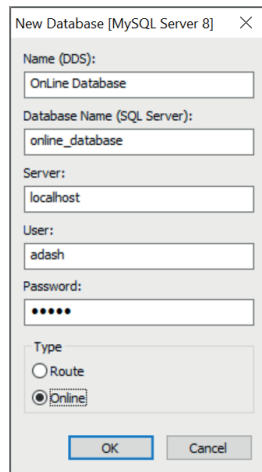 New Database [MySQL Server 8]
Name (DDS):
OnLine Database
Database Name (SQL Server):
online_database
Server:
localhost
User:
adash
Password:
●●●●●
Type
Route
Online
OK Cancel